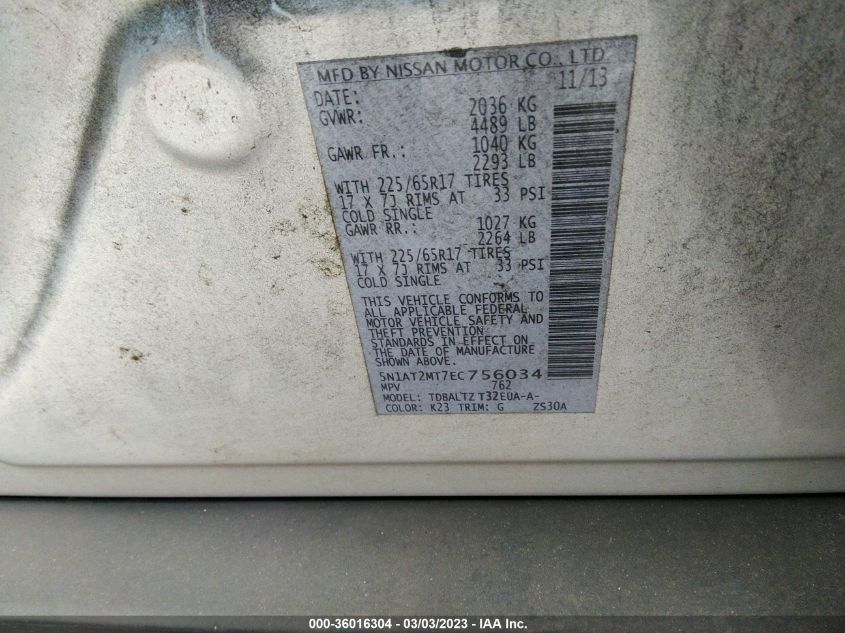 MFD BY NISSAN MOTOR CO., LTD.
DATE: 11/13
GVWR: 2036 KG
4489 LB
GAWR FR.: 1040 KG
2293 LB
WITH 225/65R17 TIRES
17 X 7J RIMS AT 33 PSI
COLD SINGLE
GAWR RR.: 1027 KG
2264 LB
WITH 225/65R17 TIRES
17 X 7J RIMS AT 33 PSI
COLD SINGLE
THIS VEHICLE CONFORMS TO
ALL APPLICABLE FEDERAL
MOTOR VEHICLE SAFETY AND
THEFT PREVENTION
STANDARDS IN EFFECT ON
THE DATE OF MANUFACTURE
SHOWN ABOVE.
5N1AT2MT7EC756034
MPV 762
MODEL: TDBALTZ T32EUA-A-
COLOR: K23 TRIM: G ZS30A
000-36016304 - 03/03/2023 - IAA Inc.